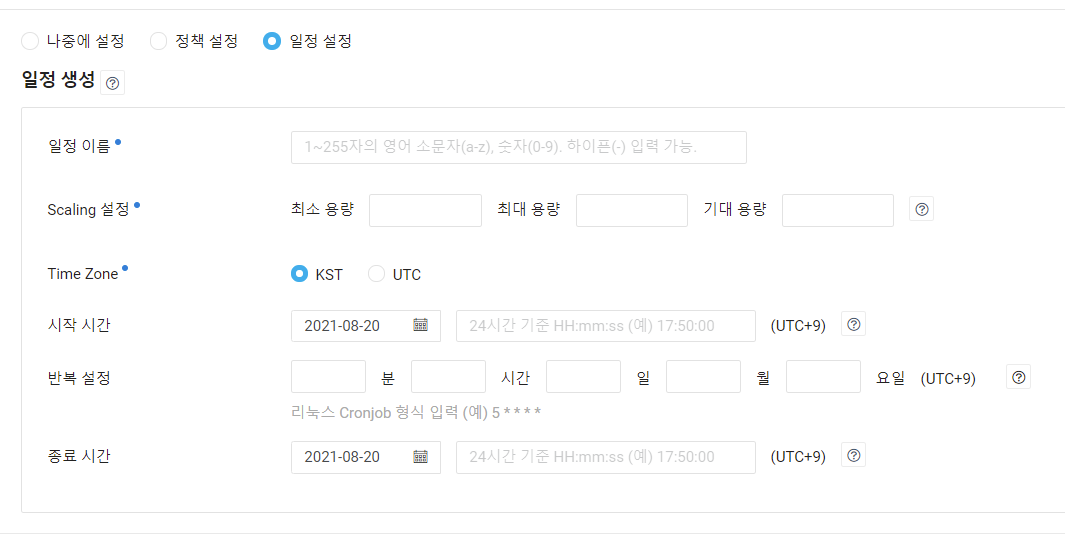 나중에 설정 정책 설정 일정 설정
일정 생성
일정 이름 1~255자의 영어 소문자(a-z), 숫자(0-9). 하이픈(-) 입력 가능.
Scaling 설정 최소 용량 최대 용량 기대 용량
Time Zone KST UTC
시작 시간 2021-08-20 24시간 기준 HH:mm:ss (예) 17:50:00 (UTC+9)
반복 설정 분 시간 일 월 요일 (UTC+9)
리눅스 Cronjob 형식 입력 (예) 5 * * * *
종료 시간 2021-08-20 24시간 기준 HH:mm:ss (예) 17:50:00 (UTC+9)